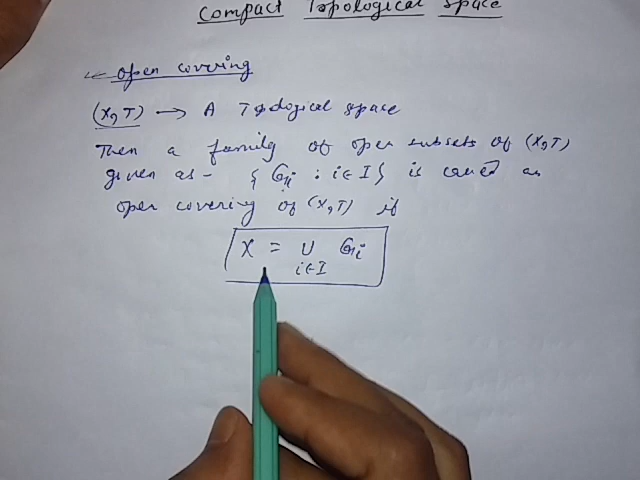 Compact Topological Space
Open covering
(X, T) → A Topological space
Then a family of open subsets of (X, T)
given as - { Gi : i ∈ I } is called an
open covering of (X, T) if
X = ∪ Gi
i ∈ I